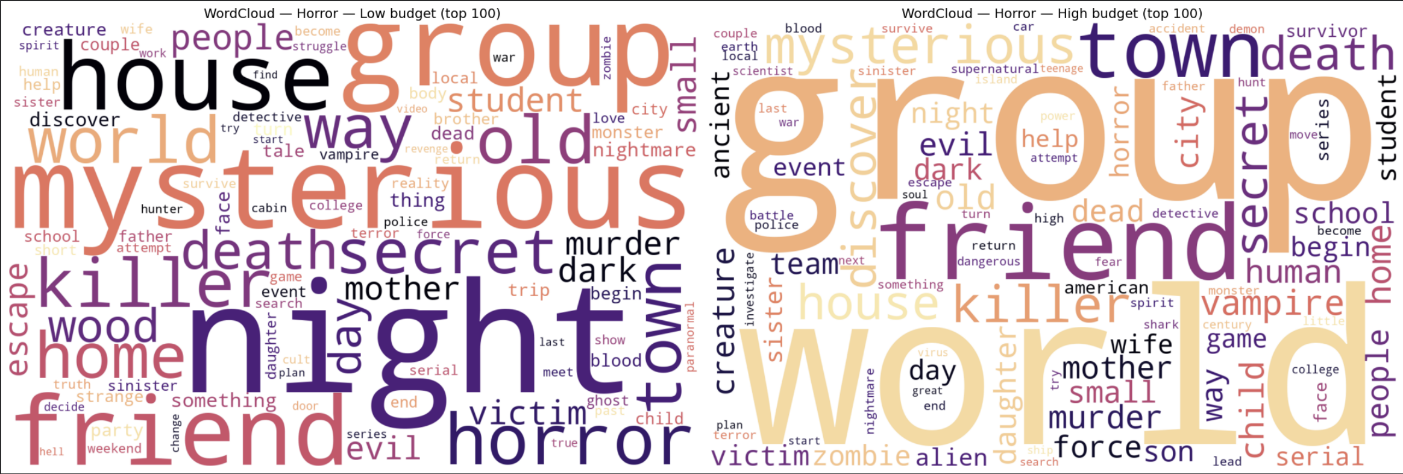 WordCloud — Horror — Low budget (top 100)
creature
wife
become
spirit
couple
work
people
struggle
group
war
zombie
small
house
find
human
help
sister
local
body
student
city
discover
detective
try
turn
start
way
video
brother
dead
love
old
monster
nightmare
world
tale
vampire
revenge
return
mysterious
survive
reality
hunter
face
cabin
college
thing
police
school
father
terror
force
short
attempt
death
secret
murder
dark
escape
killer
game
event
search
mother
trip
begin
town
wood
home
night
day
daughter
cult
plan
last
show
meet
blood
paranormal
truth
sinister
serial
strange
something
decide
door
end
victim
ghost
past
child
friend
party
weekend
hell
change
series
evil
horror
true
WordCloud — Horror — High budget (top 100)
couple
blood
survive
car
accident
demon
earth
local
mysterious
town
survivor
death
scientist
sinister
supernatural
teenage
island
hunt
ancient
group
last
war
discover
night
power
horror
father
city
secret
series
student
evil
help
move
event
dark
attempt
escape
soul
old
battle
police
turn
high
dead
detective
school
become
friend
return
begin
creature
investigate
team
next
dangerous
fear
human
home
something
american
monster
house
killer
spirit
vampire
sister
shark
century
little
world
virus
wife
game
day
mother
daughter
try
small
way
child
college
face
people
great
end
nightmare
murder
plan
terror
start
force
son
ship
victim
zombie
alien
search
lead
serial